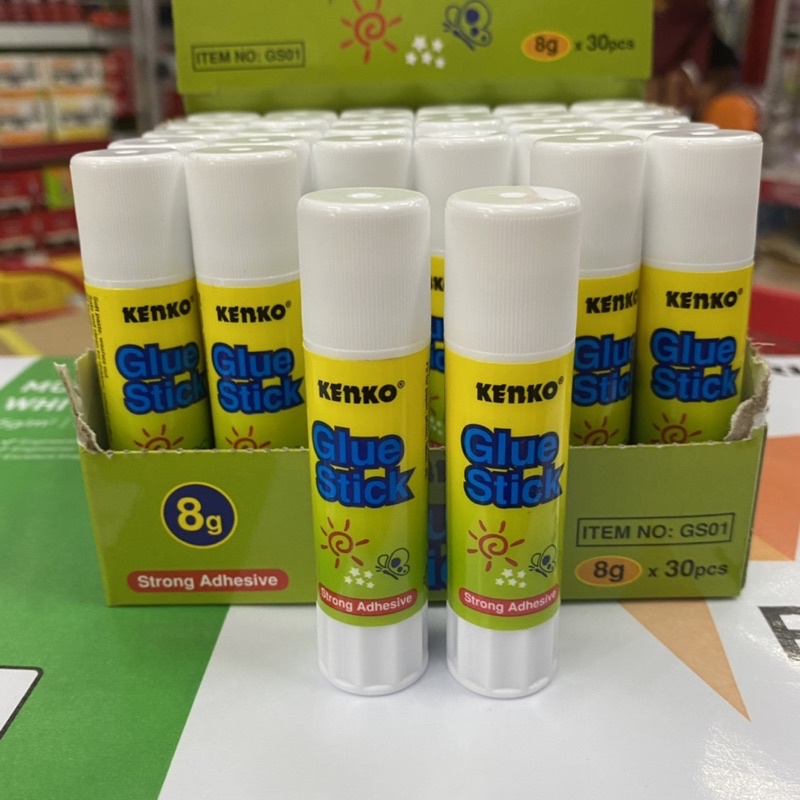 ITEM NO: GS01
8g x 30pcs
KENKO®
Glue
Stick
KENKO®
Glue
Stick
KENKO
Glue
Stick
KENKO®
Glue
Stick
KENKO®
Glue
Stick
Strong Adhesive
KENKO®
Glue
Stick
Strong Adhesive
8g
Strong Adhesive
ITEM NO: GS01
8g x 30pcs